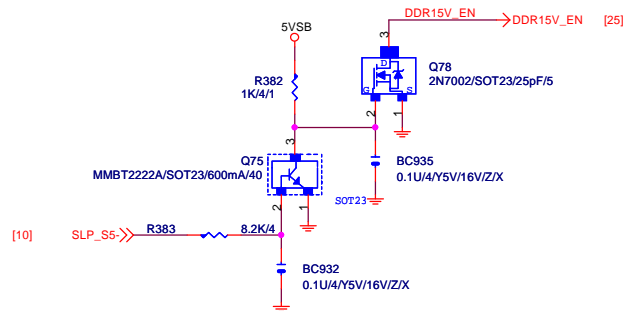 DDR15V_EN
DDR15V_EN [25]
5VSB
3
D
Q78
2N7002/SOT23/25pF/5
G S
R382
1K/4/1
2
1
3
Q75
MMBT2222A/SOT23/600mA/40
BC935
0.1U/4/Y5V/16V/Z/X
SOT23
2
1
[10] SLP_S5- R383 8.2K/4
BC932
0.1U/4/Y5V/16V/Z/X